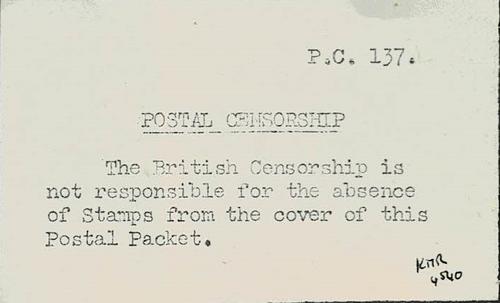 P.C. 137.
POSTAL CENSORSHIP
The British Censorship is
not responsible for the absence
of Stamps from the cover of this
Postal Packet.
KMR
4540